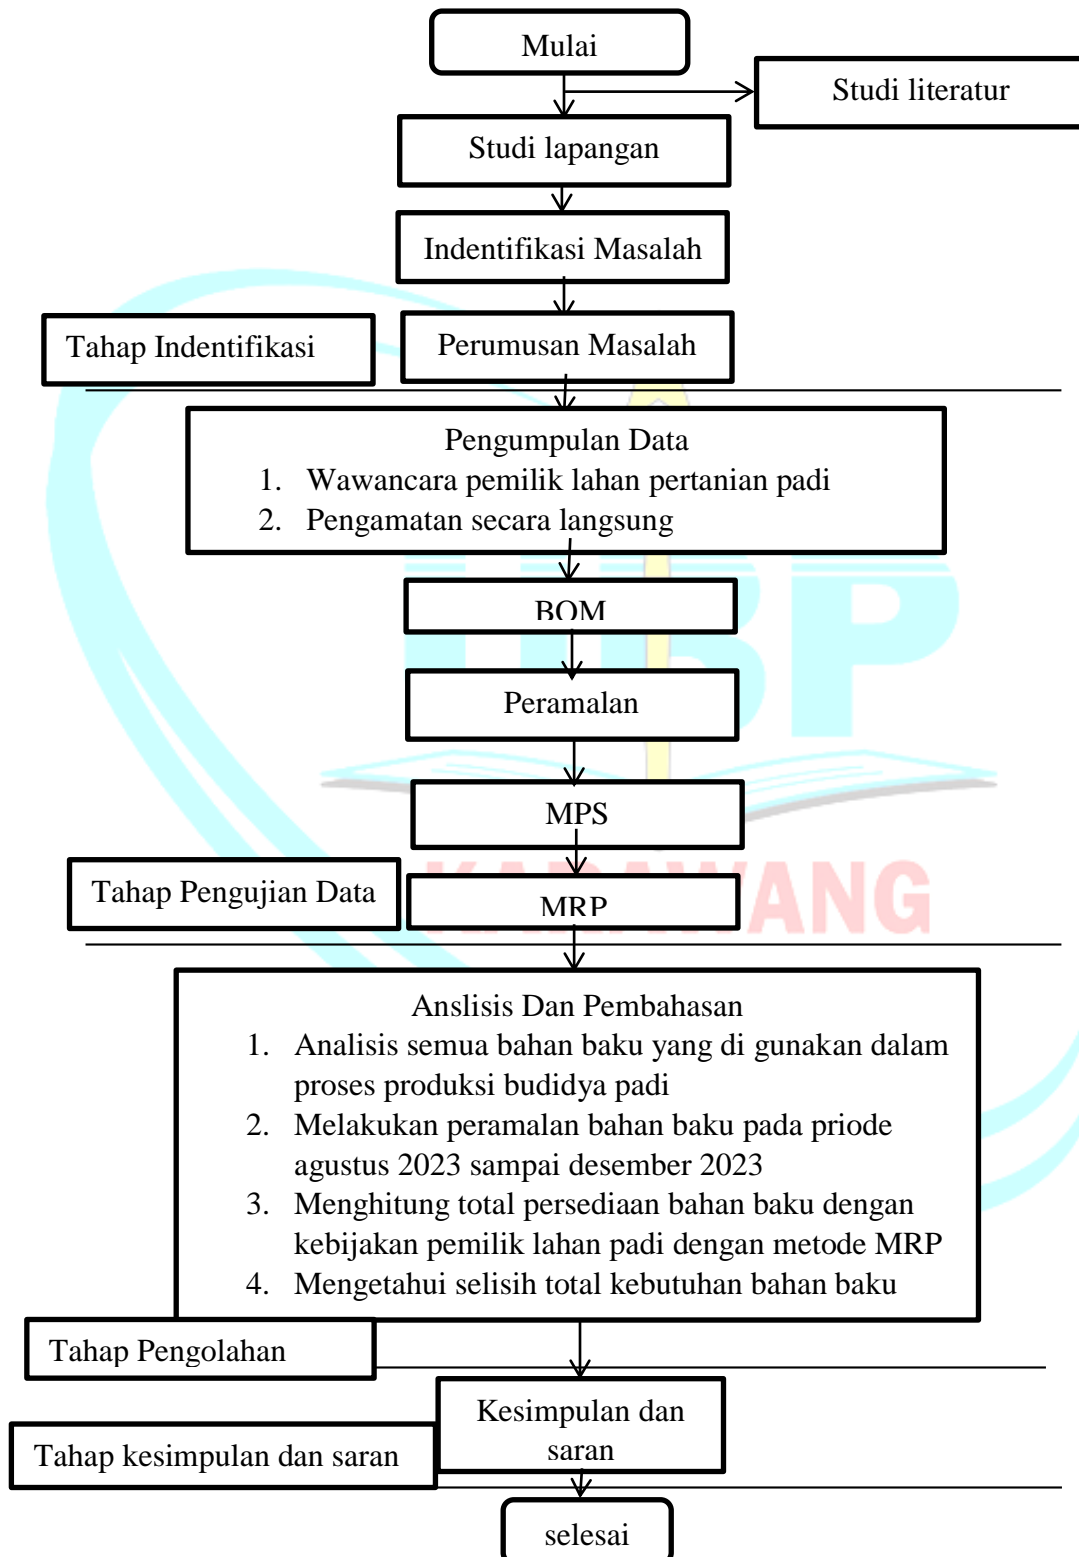 Mulai
Studi literatur
Studi lapangan
Indentifikasi Masalah
Tahap Indentifikasi
Perumusan Masalah
Pengumpulan Data
1. Wawancara pemilik lahan pertanian padi
2. Pengamatan secara langsung
UBP
BOM
Peramalan
MPS
KARAWANG
Tahap Pengujian Data
MRP
Anslisis Dan Pembahasan
1. Analisis semua bahan baku yang di gunakan dalam
proses produksi budidya padi
2. Melakukan peramalan bahan baku pada priode
agustus 2023 sampai desember 2023
3. Menghitung total persediaan bahan baku dengan
kebijakan pemilik lahan padi dengan metode MRP
4. Mengetahui selisih total kebutuhan bahan baku
Tahap Pengolahan
Kesimpulan dan
saran
Tahap kesimpulan dan saran
selesai